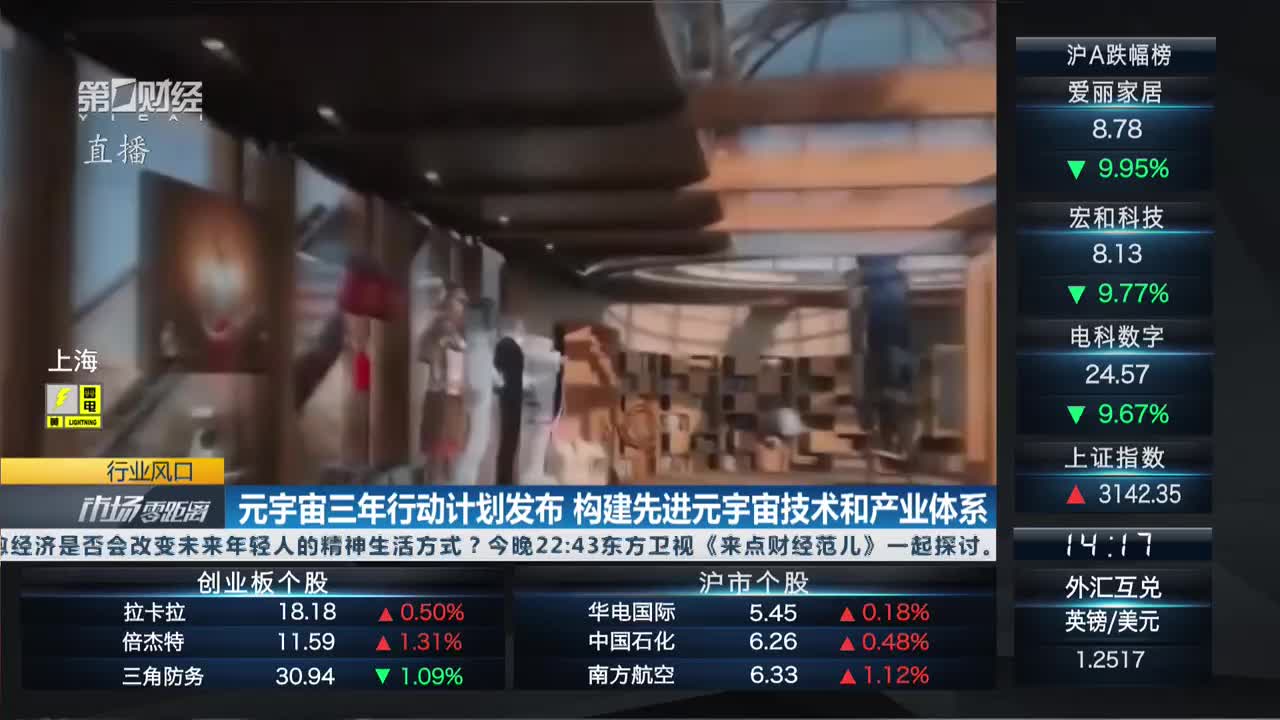 第一财经
YICAI
直播
上海
雷电
黄 LIGHTNING
行业风口
市场零距离
元宇宙三年行动计划发布 构建先进元宇宙技术和产业体系
经济是否会改变未来年轻人的精神生活方式？今晚22:43东方卫视《来点财经范儿》一起探讨。
创业板个股
拉卡拉 18.18 ▲0.50%
倍杰特 11.59 ▲1.31%
三角防务 30.94 ▼1.09%
沪市个股
华电国际 5.45 ▲0.18%
中国石化 6.26 ▲0.48%
南方航空 6.33 ▲1.12%
沪A跌幅榜
爱丽家居
8.78
▼ 9.95%
宏和科技
8.13
▼ 9.77%
电科数字
24.57
▼ 9.67%
上证指数
▲ 3142.35
14:17
外汇互兑
英镑/美元
1.2517